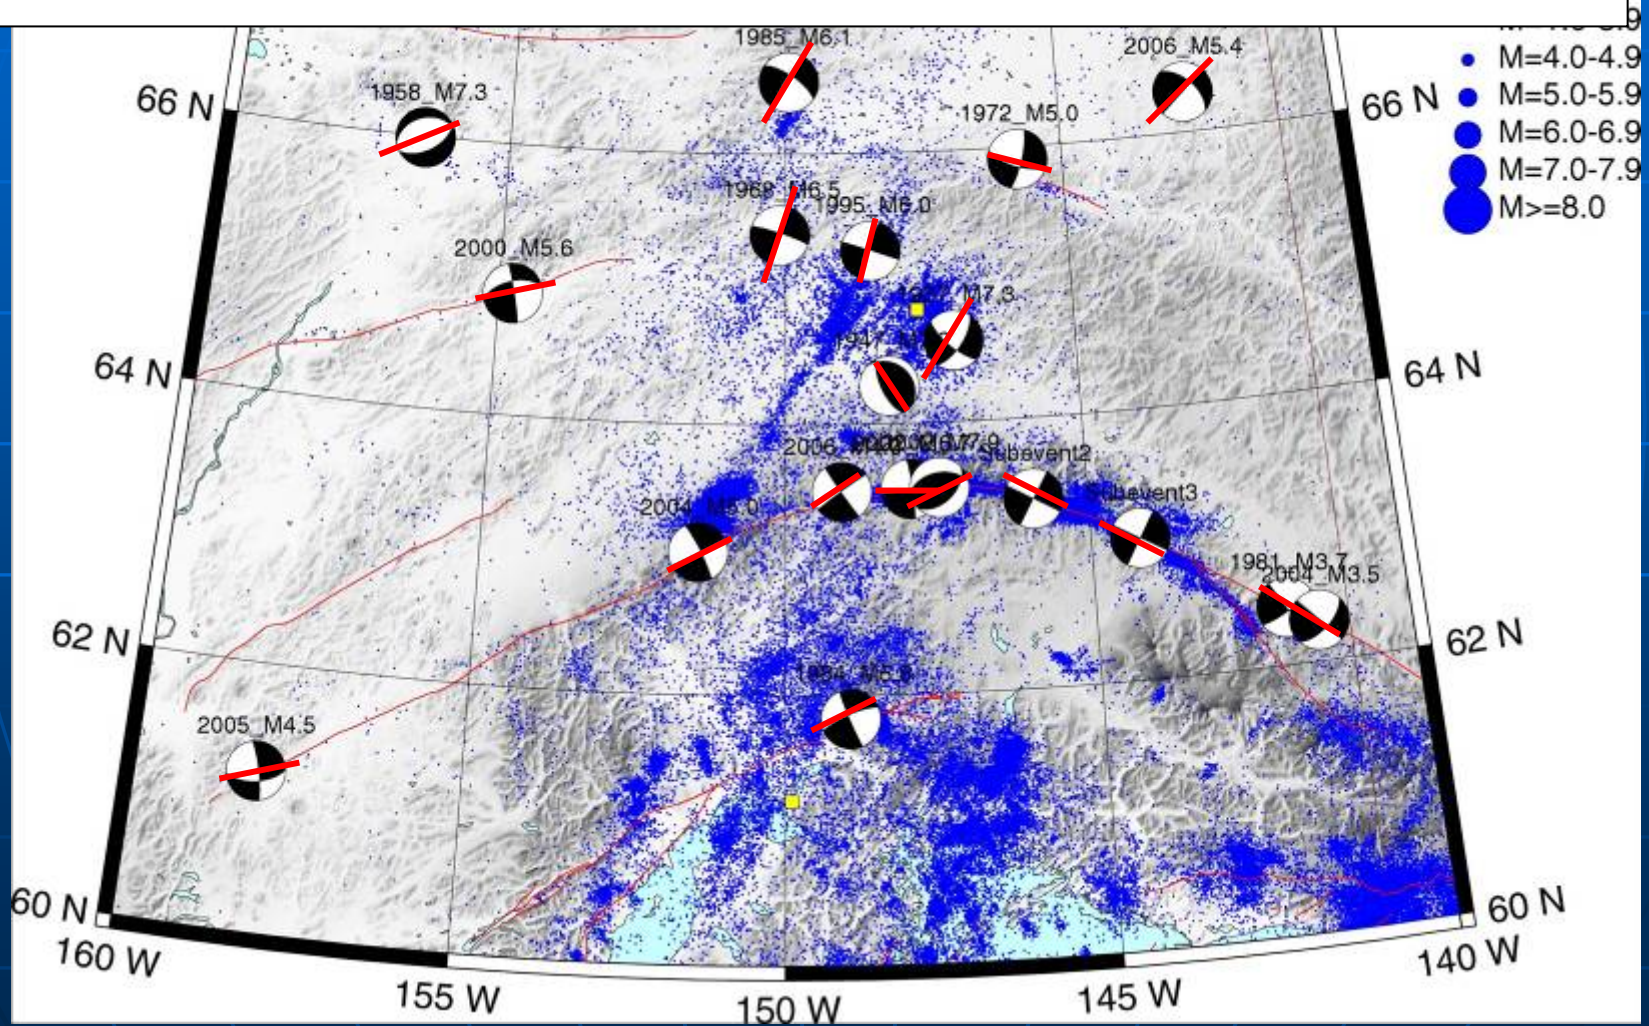 1985_M6.1
2006_M5.4
M=4.0-4.9
M=5.0-5.9
M=6.0-6.9
M=7.0-7.9
M>=8.0
66 N
1958_M7.3
1972_M5.0
66 N
1995_M6.0
2000_M5.6
M7.3
64 N
64 N
1947
2006
Subevent2
Subevent3
2004_M5.0
1981_M3.7
2004_M3.5
62 N
62 N
2005_M4.5
60 N
60 N
160 W
155 W
150 W
145 W
140 W